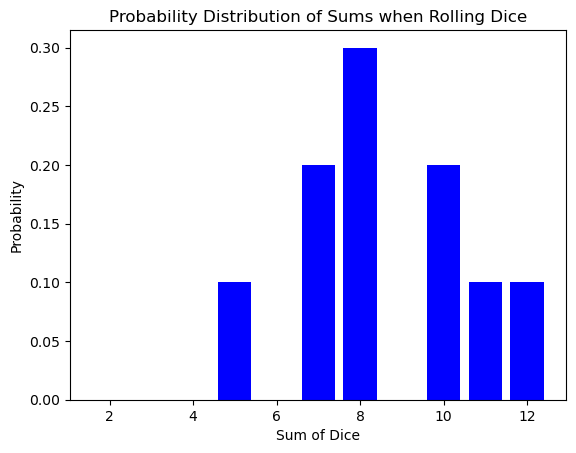 Probability Distribution of Sums when Rolling Dice
0.30
0.25
0.20
0.15
0.10
0.05
0.00
Probability
2 4 6 8 10 12
Sum of Dice